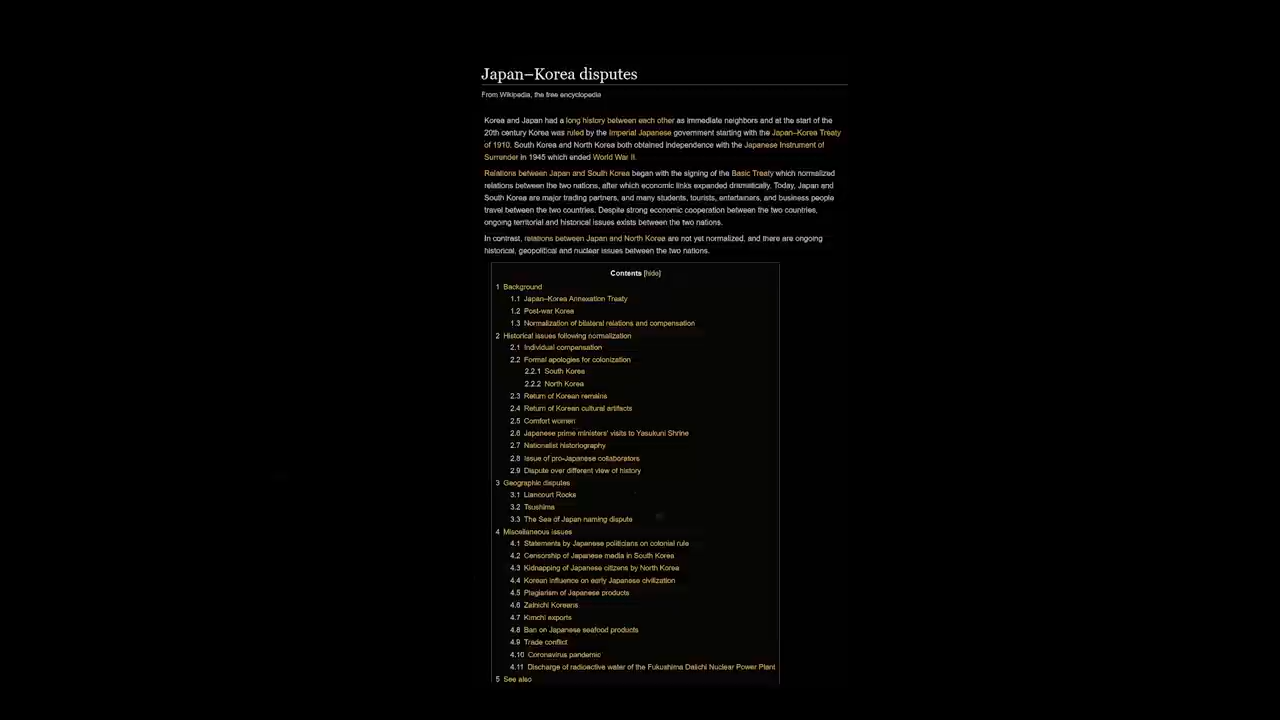 Japan–Korea disputes
From Wikipedia, the free encyclopedia
Korea and Japan had a long history between each other as immediate neighbors and at the start of the
20th century Korea was ruled by the Imperial Japanese government starting with the Japan–Korea Treaty
of 1910. South Korea and North Korea both obtained independence with the Japanese Instrument of
Surrender in 1945 which ended World War II.
Relations between Japan and South Korea began with the signing of the Basic Treaty which normalized
relations between the two nations, after which economic links expanded dramatically. Today, Japan and
South Korea are major trading partners, and many students, tourists, entertainers, and business people
travel between the two countries. Despite strong economic cooperation between the two countries,
ongoing territorial and historical issues exists between the two nations.
In contrast, relations between Japan and North Korea are not yet normalized, and there are ongoing
historical, geopolitical and nuclear issues between the two nations.
Contents [hide]
1 Background
1.1 Japan–Korea Annexation Treaty
1.2 Post-war Korea
1.3 Normalization of bilateral relations and compensation
2 Historical issues following normalization
2.1 Individual compensation
2.2 Formal apologies for colonization
2.2.1 South Korea
2.2.2 North Korea
2.3 Return of Korean remains
2.4 Return of Korean cultural artifacts
2.5 Comfort women
2.6 Japanese prime ministers' visits to Yasukuni Shrine
2.7 Nationalist historiography
2.8 Issue of pro-Japanese collaborators
2.9 Dispute over different view of history
3 Geographic disputes
3.1 Liancourt Rocks
3.2 Tsushima
3.3 The Sea of Japan naming dispute
4 Miscellaneous issues
4.1 Statements by Japanese politicians on colonial rule
4.2 Censorship of Japanese media in South Korea
4.3 Kidnapping of Japanese citizens by North Korea
4.4 Korean influence on early Japanese civilization
4.5 Plagiarism of Japanese products
4.6 Zainichi Koreans
4.7 Kimchi exports
4.8 Ban on Japanese seafood products
4.9 Trade conflict
4.10 Coronavirus pandemic
4.11 Discharge of radioactive water of the Fukushima Daiichi Nuclear Power Plant
5 See also